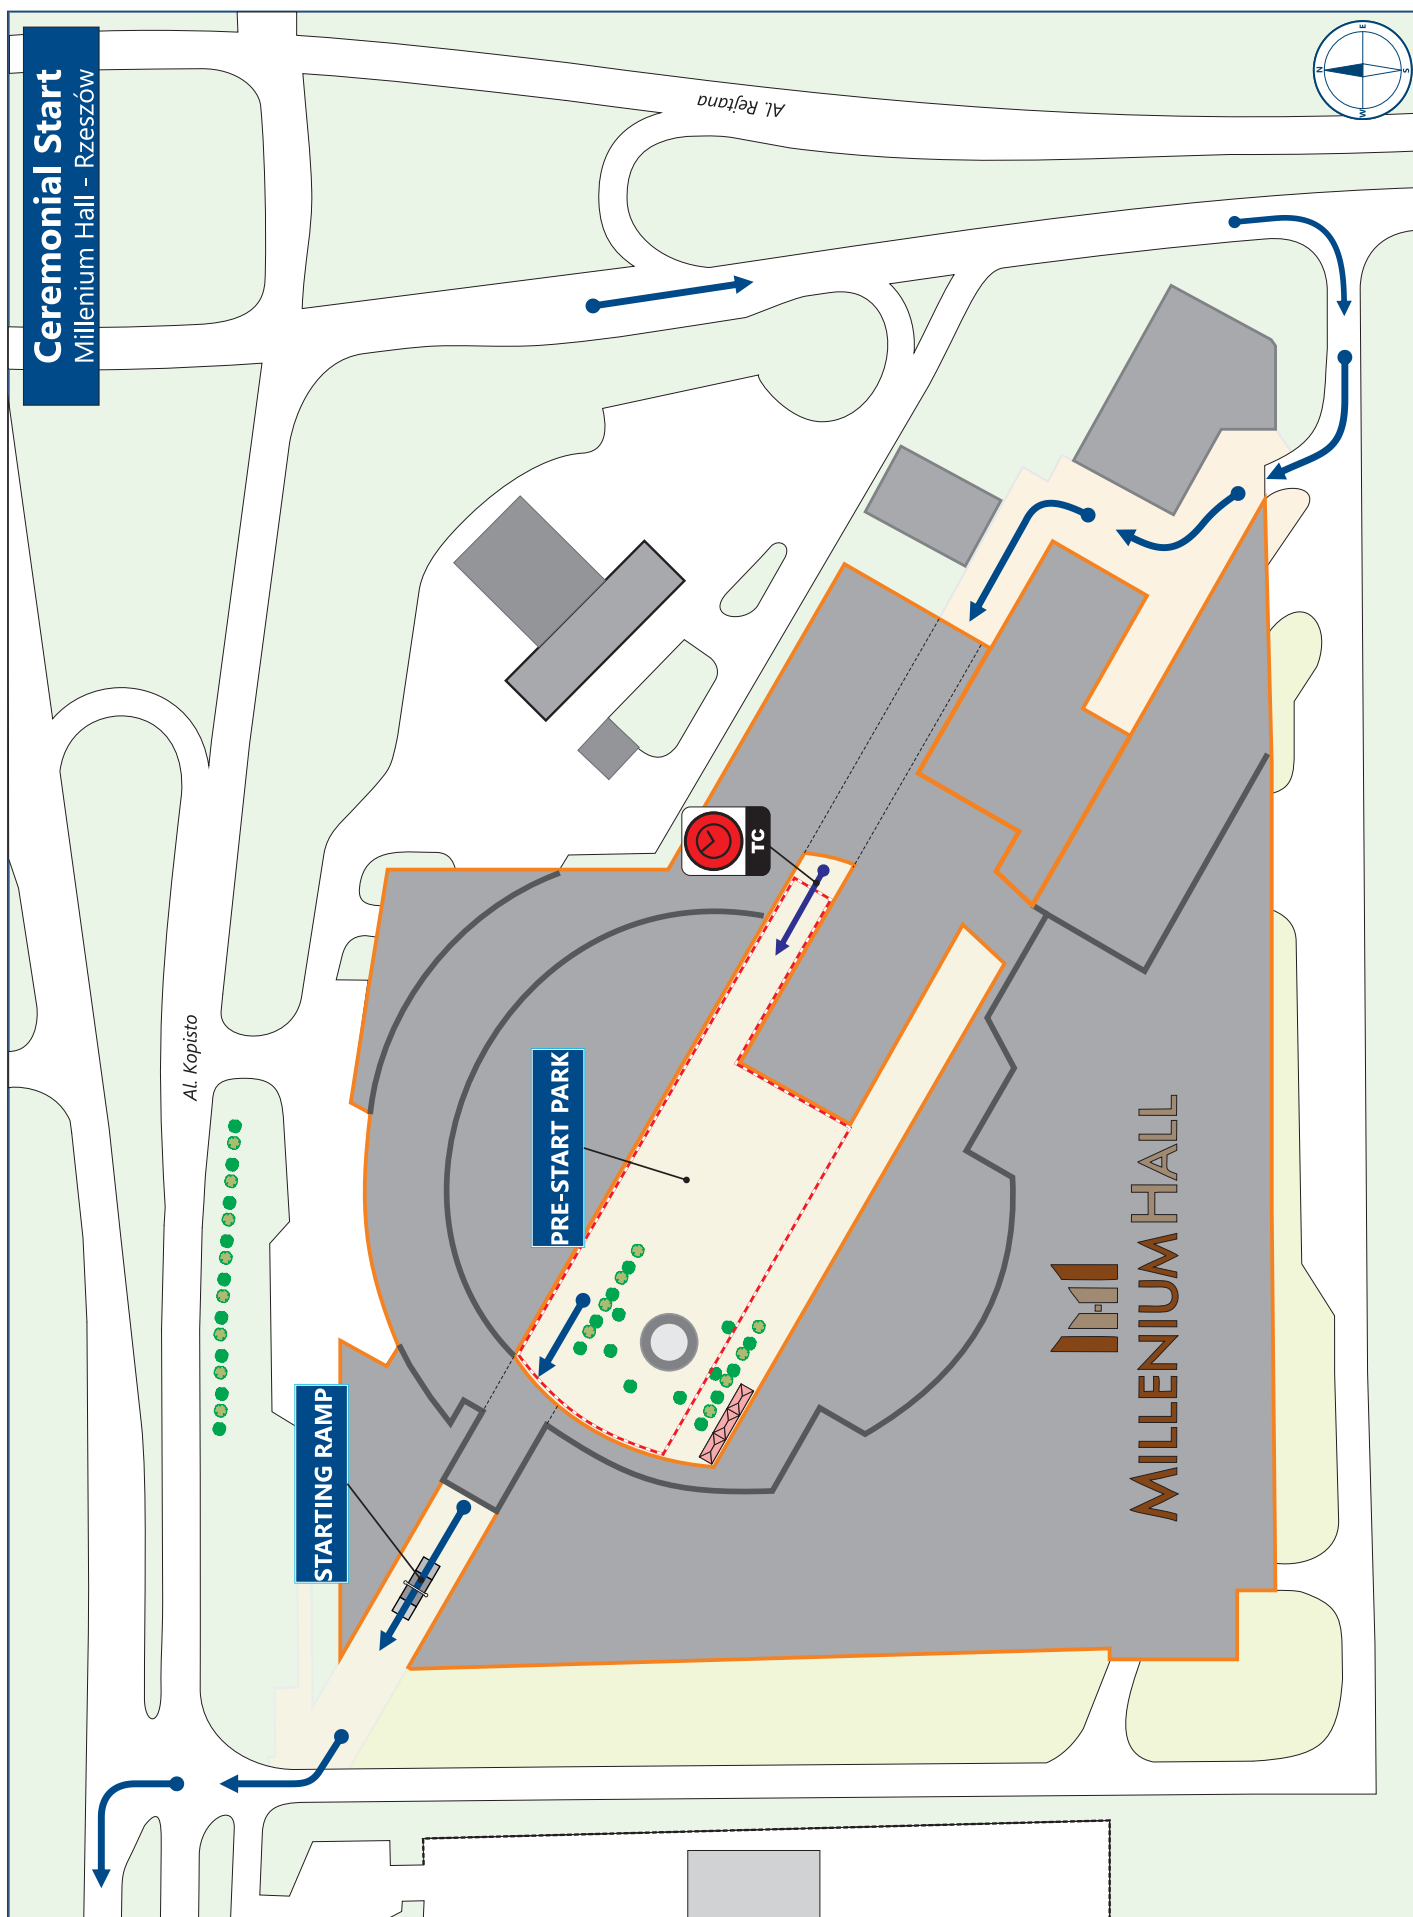 Ceremonial Start
Millenium Hall - Rzeszów
Al. Rejtana
N
E
S
W
TC
Al. Kopisto
PRE-START PARK
STARTING RAMP
MILLENIUM HALL